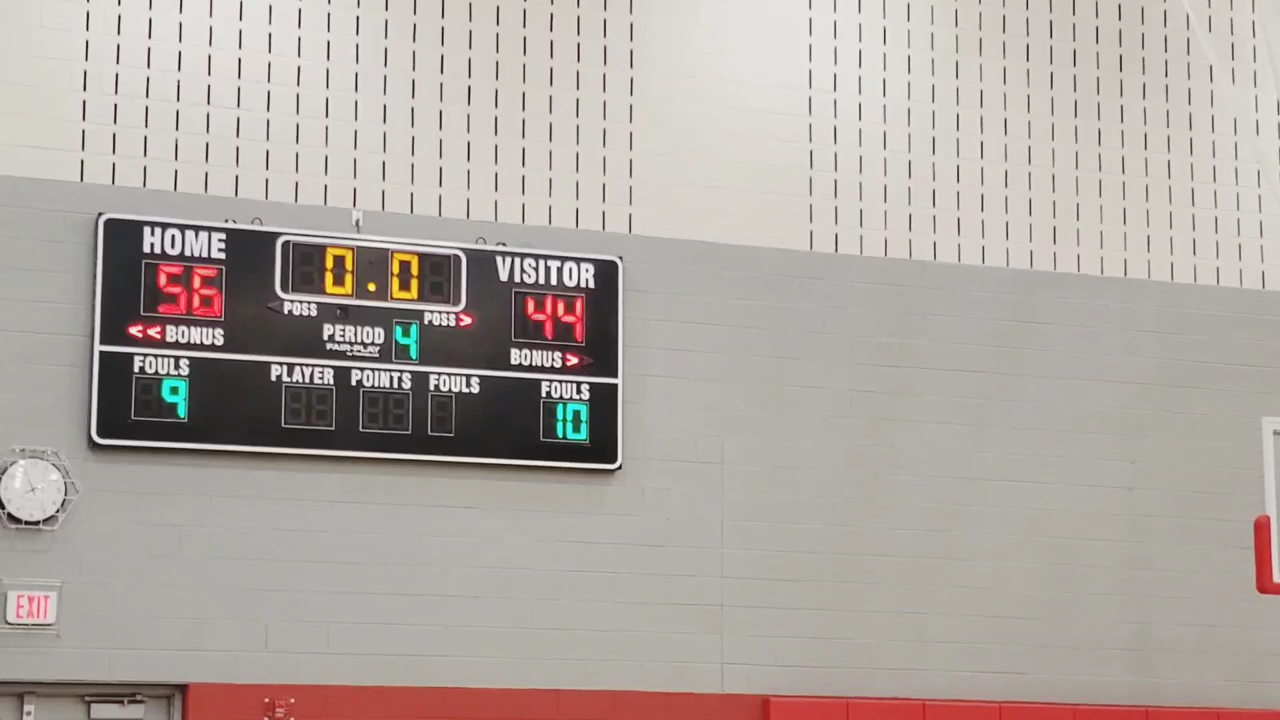 HOME
56
0.0
VISITOR
44
< POSS
POSS >
<< BONUS
PERIOD 4
FAIR-PLAY
BONUS >
FOULS
9
PLAYER
POINTS
FOULS
FOULS
10
EXIT